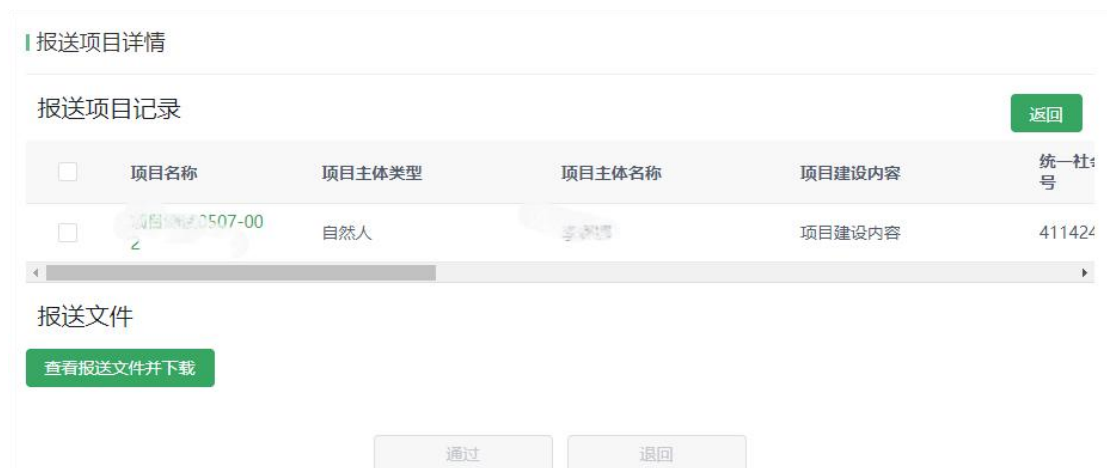 报送项目详情
报送项目记录
返回
项目名称 项目主体类型 项目主体名称 项目建设内容 统一社
号
0507-00
2
自然人 项目建设内容 411424
报送文件
查看报送文件并下载
通过 退回